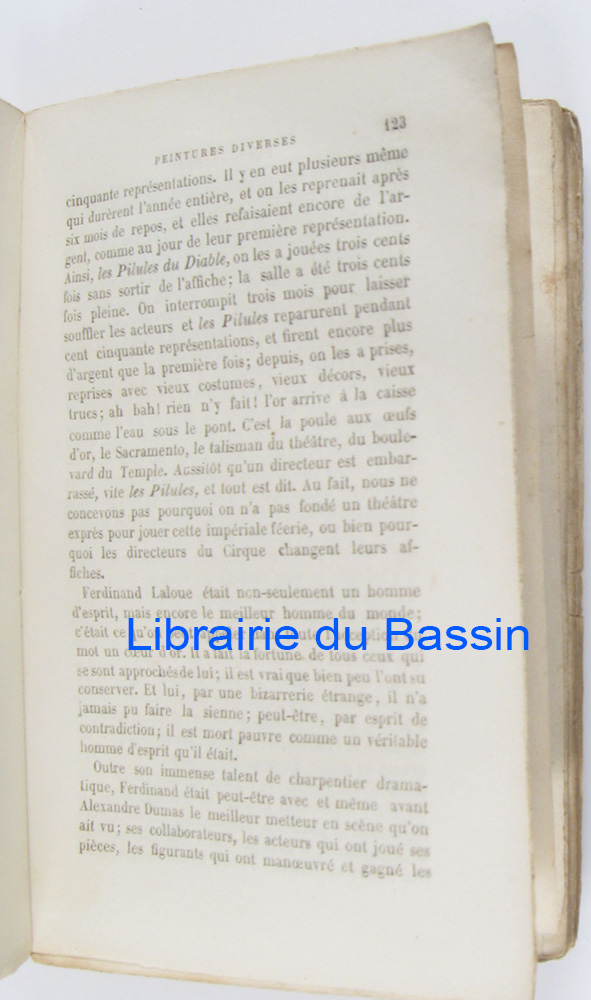 PEINTURES DIVERSES 123
cinquante représentations. Il y en eut plusieurs même
qui durèrent l'année entière, et on les reprenait après
six mois de repos, et elles refaisaient encore de l'ar-
gent, comme au jour de leur première représentation.
Ainsi, les Pilules du Diable, on les a jouées trois cents
fois sans sortir de l'affiche; la salle a été trois cents
fois pleine. On interrompit trois mois pour laisser
souffler les acteurs et les Pilules reparurent pendant
cent cinquante représentations, et firent encore plus
d'argent que la première fois; depuis, on les a prises,
reprises avec vieux costumes, vieux décors, vieux
trucs; ah bah! rien n'y fait! l'or arrive à la caisse
comme l'eau sous le pont. C'est la poule aux œufs
d'or, le Sacramento, le talisman du théâtre, du boule-
vard du Temple. Aussitôt qu'un directeur est embar-
rassé, vite les Pilules, et tout est dit. Au fait, nous ne
concevons pas pourquoi on n'a pas fondé un théâtre
exprès pour jouer cette impériale féerie, ou bien pour-
quoi les directeurs du Cirque changent leurs af-
fiches.
Ferdinand Laloue était non-seulement un homme
d'esprit, mais encore le meilleur homme du monde;
c'était ce qu'on
Librairie du Bassin
mot un cœur d'or. Il a fait la fortune de tous ceux qui
se sont approchés de lui; il est vrai que bien peu l'ont su
conserver. Et lui, par une bizarrerie étrange, il n'a
jamais pu faire la sienne; peut-être, par esprit de
contradiction; il est mort pauvre comme un véritable
homme d'esprit qu'il était.
Outre son immense talent de charpentier drama-
tique, Ferdinand était peut-être avec et même avant
Alexandre Dumas le meilleur metteur en scène qu'on
ait vu; ses collaborateurs, les acteurs qui ont joué ses
pièces, les figurants qui ont manœuvré et gagné les